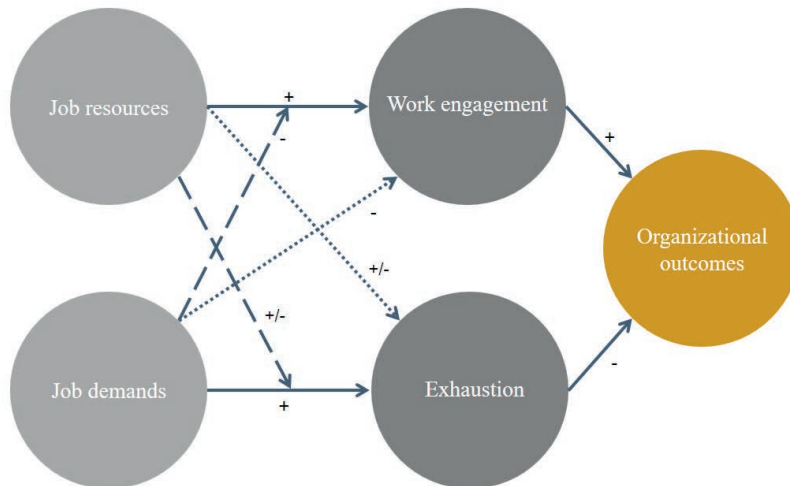 Job resources
+
Work engagement
-
+
-
+/-
Organizational
outcomes
+/-
Job demands
+
Exhaustion
-